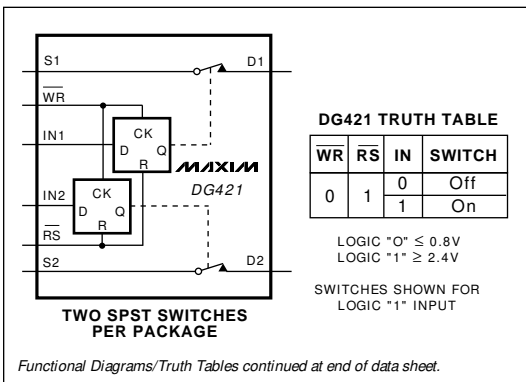 S1 D1
WR
IN1
CK
D Q
R
MAXIM
DG421
IN2
CK
D Q
R
RS
S2 D2
TWO SPST SWITCHES
PER PACKAGE
DG421 TRUTH TABLE
WR RS IN SWITCH
0 1 0 Off
1 On
LOGIC "O" ≤ 0.8V
LOGIC "1" ≥ 2.4V
SWITCHES SHOWN FOR
LOGIC "1" INPUT
Functional Diagrams/Truth Tables continued at end of data sheet.